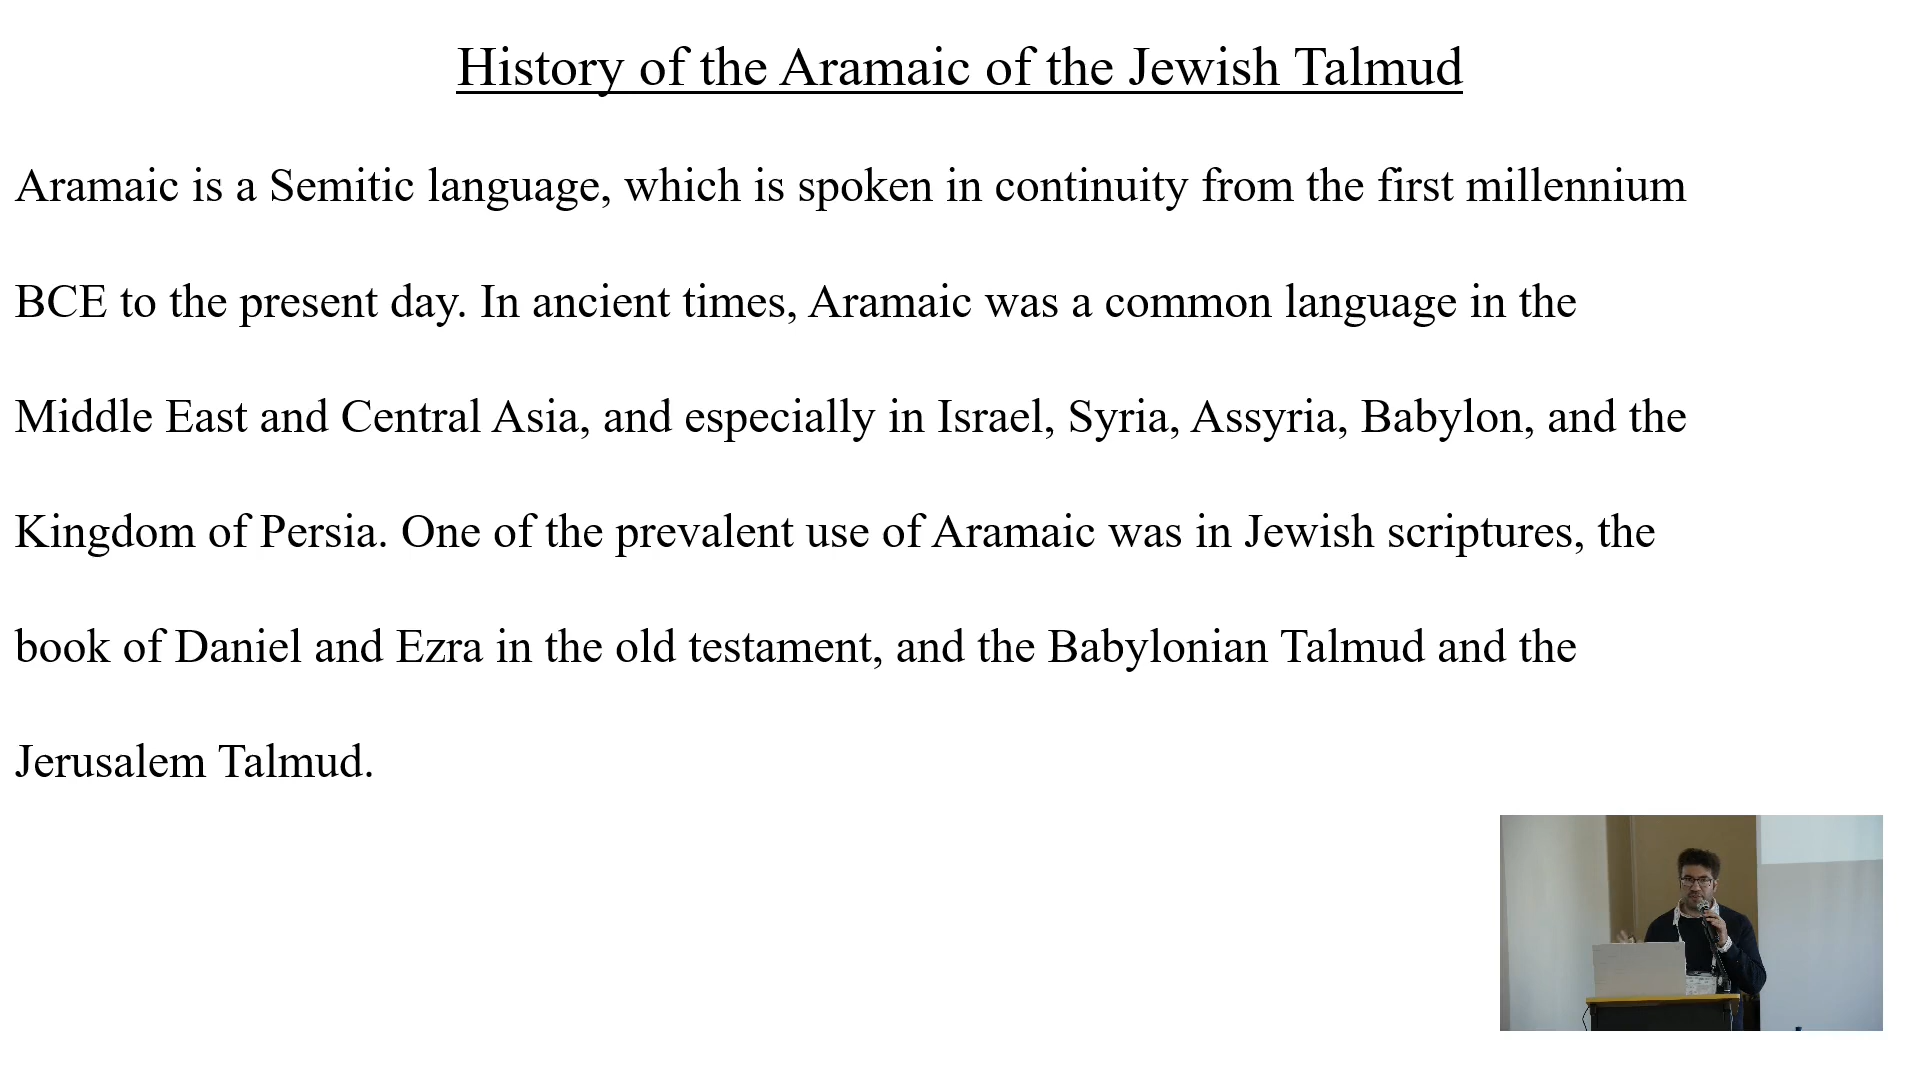 History of the Aramaic of the Jewish Talmud
Aramaic is a Semitic language, which is spoken in continuity from the first millennium
BCE to the present day. In ancient times, Aramaic was a common language in the
Middle East and Central Asia, and especially in Israel, Syria, Assyria, Babylon, and the
Kingdom of Persia. One of the prevalent use of Aramaic was in Jewish scriptures, the
book of Daniel and Ezra in the old testament, and the Babylonian Talmud and the
Jerusalem Talmud.